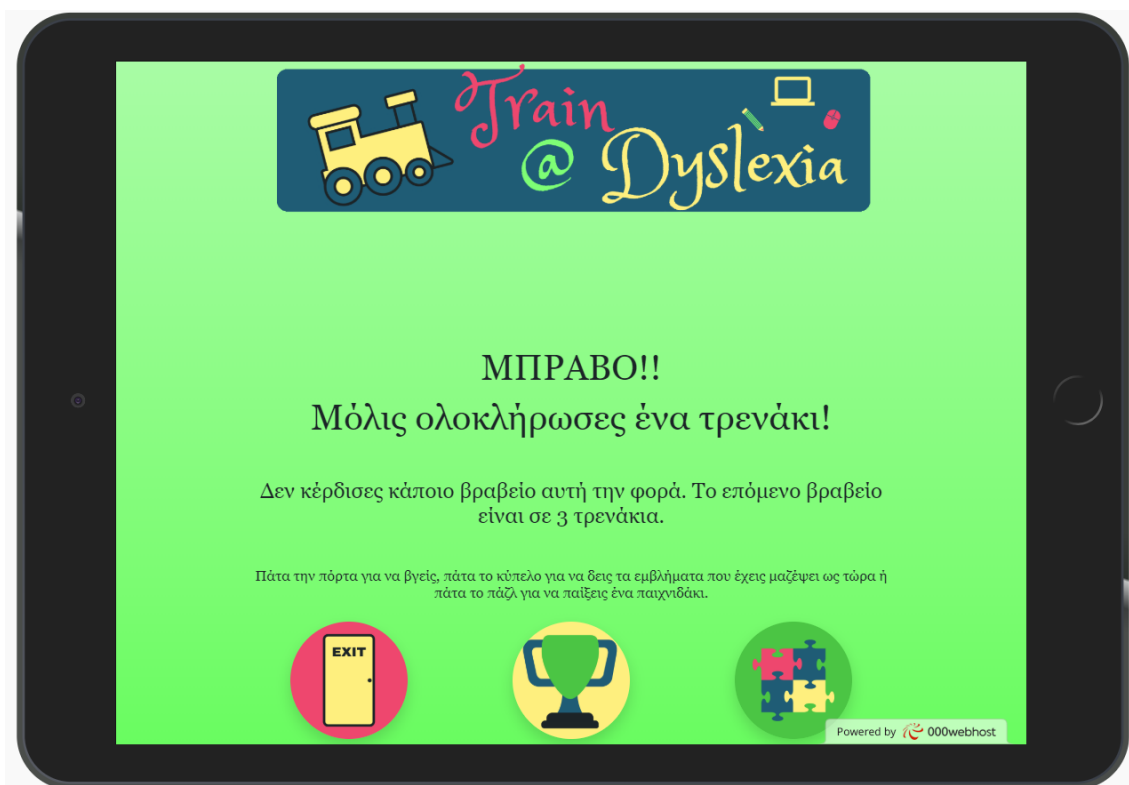 Train
@ Dyslexia
ΜΠΡΑΒΟ!!
Μόλις ολοκλήρωσες ένα τρενάκι!
Δεν κέρδισες κάποιο βραβείο αυτή την φορά. Το επόμενο βραβείο
είναι σε 3 τρενάκια.
Πάτα την πόρτα για να βγείς, πάτα το κύπελο για να δεις τα εμβλήματα που έχεις μαζέψει ως τώρα ή
πάτα το πάζλ για να παίξεις ένα παιχνιδάκι.
EXIT
Powered by 000webhost